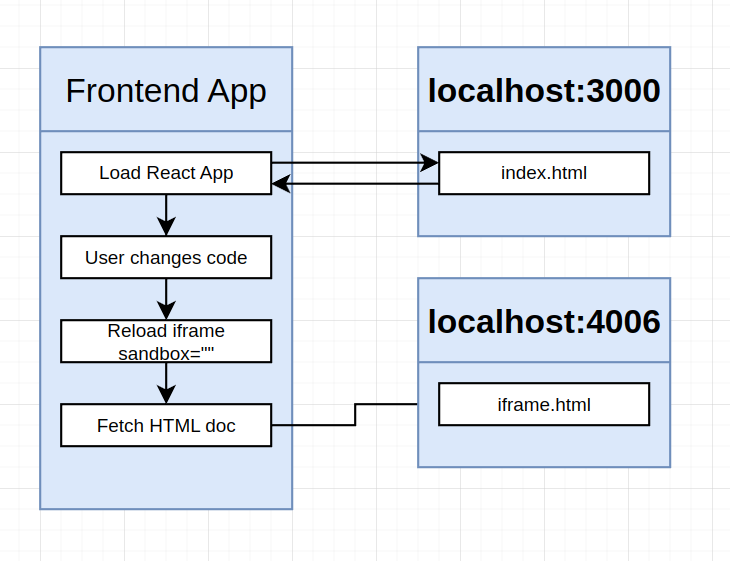 Frontend App
Load React App
User changes code
Reload iframe
sandbox=""
Fetch HTML doc
localhost:3000
index.html
localhost:4006
iframe.html